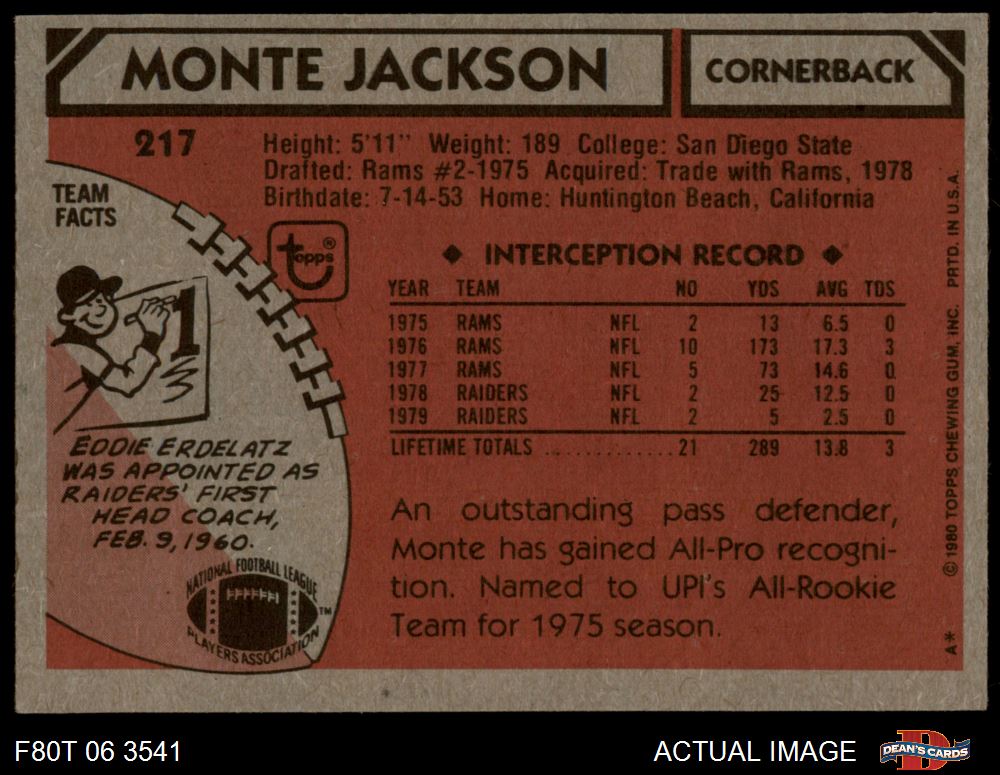 MONTE JACKSON
CORNERBACK
217
Height: 5'11" Weight: 189 College: San Diego State
Drafted: Rams #2-1975 Acquired: Trade with Rams, 1978
Birthdate: 7-14-53 Home: Huntington Beach, California
TEAM
FACTS
topps®
◆ INTERCEPTION RECORD ◆
YEAR TEAM NO YDS AVG TDS
1975 RAMS NFL 2 13 6.5 0
1976 RAMS NFL 10 173 17.3 3
1977 RAMS NFL 5 73 14.6 0
1978 RAIDERS NFL 2 25 12.5 0
1979 RAIDERS NFL 2 5 2.5 0
LIFETIME TOTALS ............ 21 289 13.8 3
1
EDDIE ERDELATZ
WAS APPOINTED AS
RAIDERS' FIRST
HEAD COACH,
FEB. 9, 1960.
NATIONAL FOOTBALL LEAGUE
PLAYERS ASSOCIATION
TM
An outstanding pass defender,
Monte has gained All-Pro recogni-
tion. Named to UPI's All-Rookie
Team for 1975 season.
A* © 1980 TOPPS CHEWING GUM, INC. PRTD. IN U.S.A.
F80T 06 3541
ACTUAL IMAGE
DEAN'S CARDS